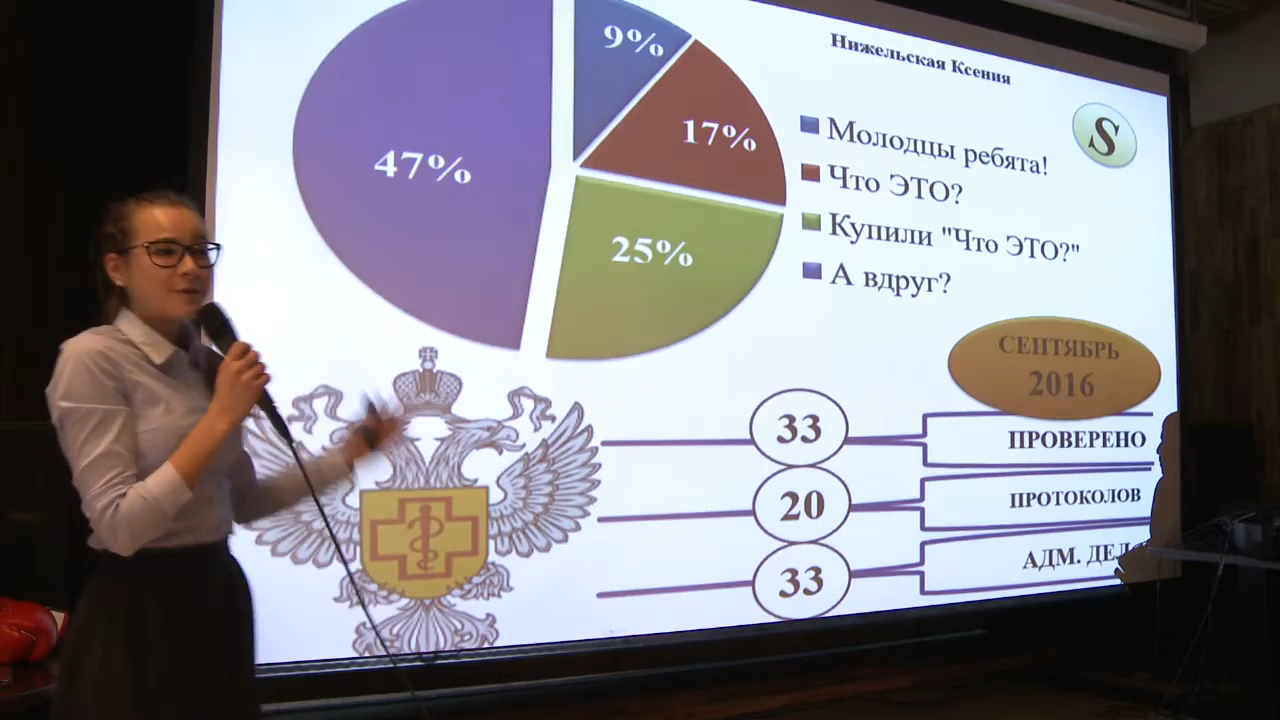 9%
17%
47%
25%
Нижельская Ксения
S
Молодцы ребята!
Что ЭТО?
Купили "Что ЭТО?"
А вдруг?
СЕНТЯБРЬ
2016
33
ПРОВЕРЕНО
20
ПРОТОКОЛОВ
33
АДМ. ДЕЛ